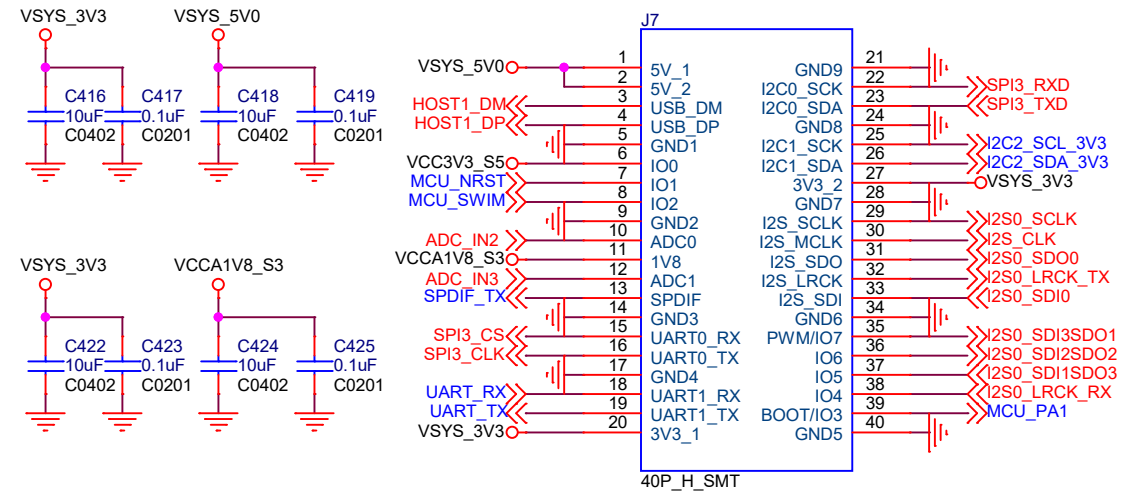 VSYS_3V3
VSYS_5V0
C416
10uF
C0402
C417
0.1uF
C0201
C418
10uF
C0402
C419
0.1uF
C0201
VSYS_3V3
VCCA1V8_S3
C422
10uF
C0402
C423
0.1uF
C0201
C424
10uF
C0402
C425
0.1uF
C0201
J7
VSYS_5V0 1 5V_1
2 5V_2
HOST1_DM 3 USB_DM
HOST1_DP 4 USB_DP
5 GND1
VCC3V3_S5 6 IO0
MCU_NRST 7 IO1
MCU_SWIM 8 IO2
9 GND2
ADC_IN2 10 ADC0
VCCA1V8_S3 11 1V8
ADC_IN3 12 ADC1
SPDIF_TX 13 SPDIF
14 GND3
SPI3_CS 15 UART0_RX
SPI3_CLK 16 UART0_TX
17 GND4
UART_RX 18 UART1_RX
UART_TX 19 UART1_TX
VSYS_3V3 20 3V3_1
GND9 21
I2C0_SCK 22 SPI3_RXD
I2C0_SDA 23 SPI3_TXD
GND8 24
I2C1_SCK 25 I2C2_SCL_3V3
I2C1_SDA 26 I2C2_SDA_3V3
3V3_2 27 VSYS_3V3
GND7 28
I2S_SCLK 29 I2S0_SCLK
I2S_MCLK 30 I2S_CLK
I2S_SDO 31 I2S0_SDO0
I2S_LRCK 32 I2S0_LRCK_TX
I2S_SDI 33 I2S0_SDI0
GND6 34
PWM/IO7 35 I2S0_SDI3SDO1
IO6 36 I2S0_SDI2SDO2
IO5 37 I2S0_SDI1SDO3
IO4 38 I2S0_LRCK_RX
BOOT/IO3 39 MCU_PA1
GND5 40
40P_H_SMT